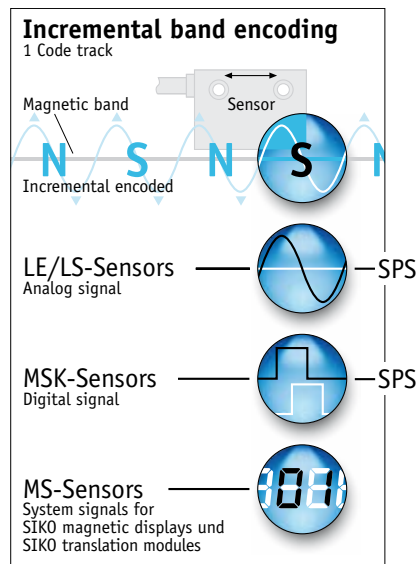 Incremental band encoding
1 Code track
Sensor
Magnetic band
N S N S N
Incremental encoded
LE/LS-Sensors
Analog signal
SPS
MSK-Sensors
Digital signal
SPS
MS-Sensors
01
System signals for
SIKO magnetic displays und
SIKO translation modules